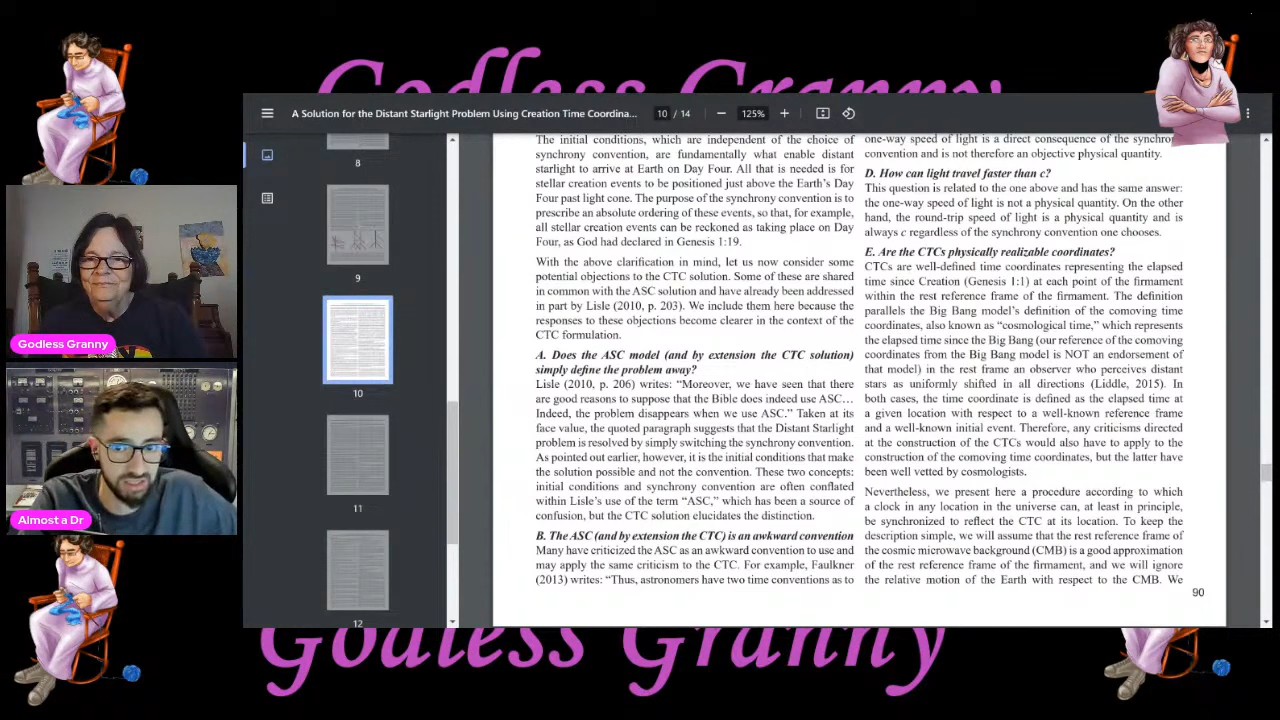 Godless Granny
A Solution for the Distant Starlight Problem Using Creation Time Coordina...
10 / 14
125%
8
9
10
11
12
The initial conditions, which are independent of the choice of
synchrony convention, are fundamentally what enable distant
starlight to arrive at Earth on Day Four. All that is needed is for
stellar creation events to be positioned just above the Earth's Day
Four past light cone. The purpose of the synchrony convention is to
prescribe an absolute ordering of these events, so that, for example,
all stellar creation events can be reckoned as taking place on Day
Four, as God had declared in Genesis 1:19.
With the above clarification in mind, let us now consider some
potential objections to the CTC solution. Some of these are shared
in common with the ASC solution and have already been addressed
in part by Lisle (2010, p. 203). We include them here because the
responses to these objections become clearer in the context of the
CTC formulation.
A. Does the ASC model (and by extension the CTC solution)
simply define the problem away?
Lisle (2010, p. 206) writes: “Moreover, we have seen that there
are good reasons to suppose that the Bible does indeed use ASC…
Indeed, the problem disappears when we use ASC.” Taken at its
face value, the quoted paragraph suggests that the Distant Starlight
problem is resolved by simply switching the synchrony convention.
As pointed out earlier, however, it is the initial conditions that make
the solution possible and not the convention. These two concepts:
initial conditions and synchrony convention are often conflated
within Lisle's use of the term “ASC,” which has been a source of
confusion, but the CTC solution elucidates the distinction.
B. The ASC (and by extension the CTC) is an awkward convention
Many have criticized the ASC as an awkward convention to use and
may apply the same criticism to the CTC. For example, Faulkner
(2013) writes: “Thus, astronomers have two time conventions as to
one-way speed of light is a direct consequence of the
convention and is not therefore an objective physical quantity.
D. How can light travel faster than c?
This question is related to the one above and has the same answer:
the one-way speed of light is not a physical quantity. On the other
hand, the round-trip speed of light is a physical quantity and is
always c regardless of the synchrony convention one chooses.
E. Are the CTCs physically realizable coordinates?
CTCs are well-defined time coordinates representing the elapsed
time since Creation (Genesis 1:1) at each point of the firmament
within the rest reference frame of the firmament. The definition
parallels the Big Bang model's definition of the comoving time
coordinates, also known as “cosmological time,” which represents
the elapsed time since the Big Bang (our reference of the comoving
coordinates from the Big Bang model is NOT an endorsement of
that model) in the rest frame an observer who perceives distant
stars as uniformly shifted in all directions (Liddle, 2015). In
both cases, the time coordinate is defined as the elapsed time at
a given location with respect to a well-known reference frame
and a well-known initial event. Therefore, any criticisms directed
at the construction of the CTCs would also have to apply to the
construction of the comoving time coordinates, but the latter have
been well vetted by cosmologists.
Nevertheless, we present here a procedure according to which
a clock in any location in the universe can, at least in principle,
be synchronized to reflect the CTC at its location. To keep the
description simple, we will assume that the rest reference frame of
the cosmic microwave background (CMB) is a good approximation
of the rest reference frame of the firmament, and we will ignore
the relative motion of the Earth with respect to the CMB. We
90
Godless Granny
Almost a Dr
Godless Granny